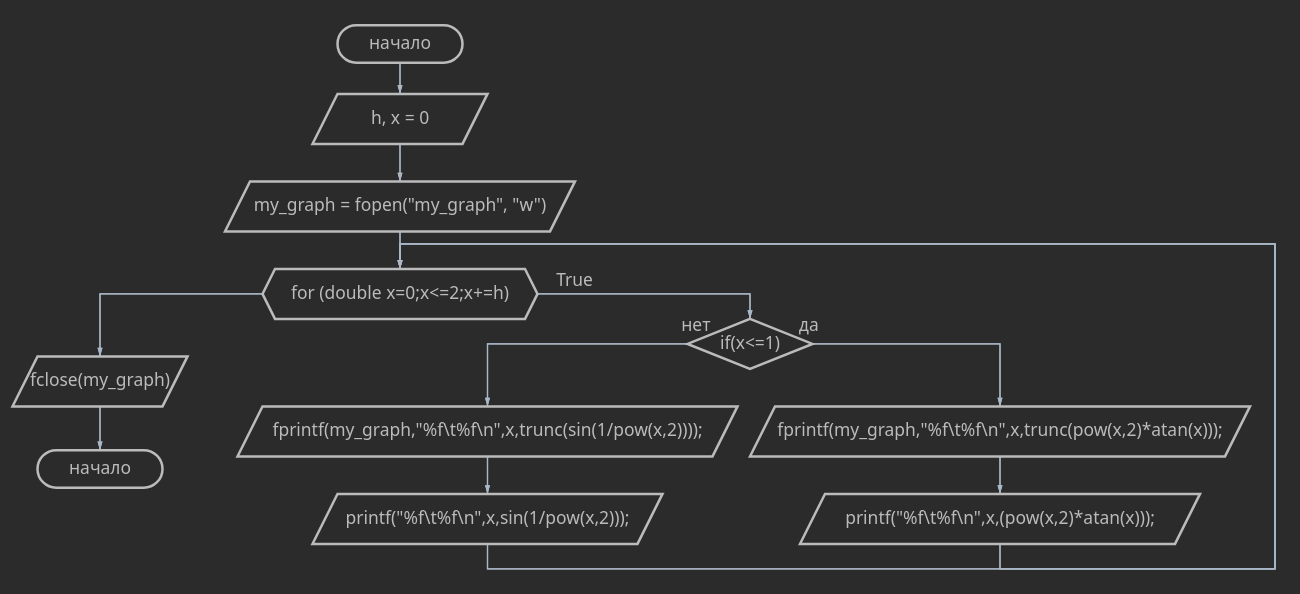 начало
h, x = 0
my_graph = fopen("my_graph", "w")
for (double x=0;x<=2;x+=h)
True
нет
да
if(x<=1)
fclose(my_graph)
начало
fprintf(my_graph,"%f\t%f\n",x,trunc(sin(1/pow(x,2))));
fprintf(my_graph,"%f\t%f\n",x,trunc(pow(x,2)*atan(x)));
printf("%f\t%f\n",x,sin(1/pow(x,2)));
printf("%f\t%f\n",x,(pow(x,2)*atan(x)));